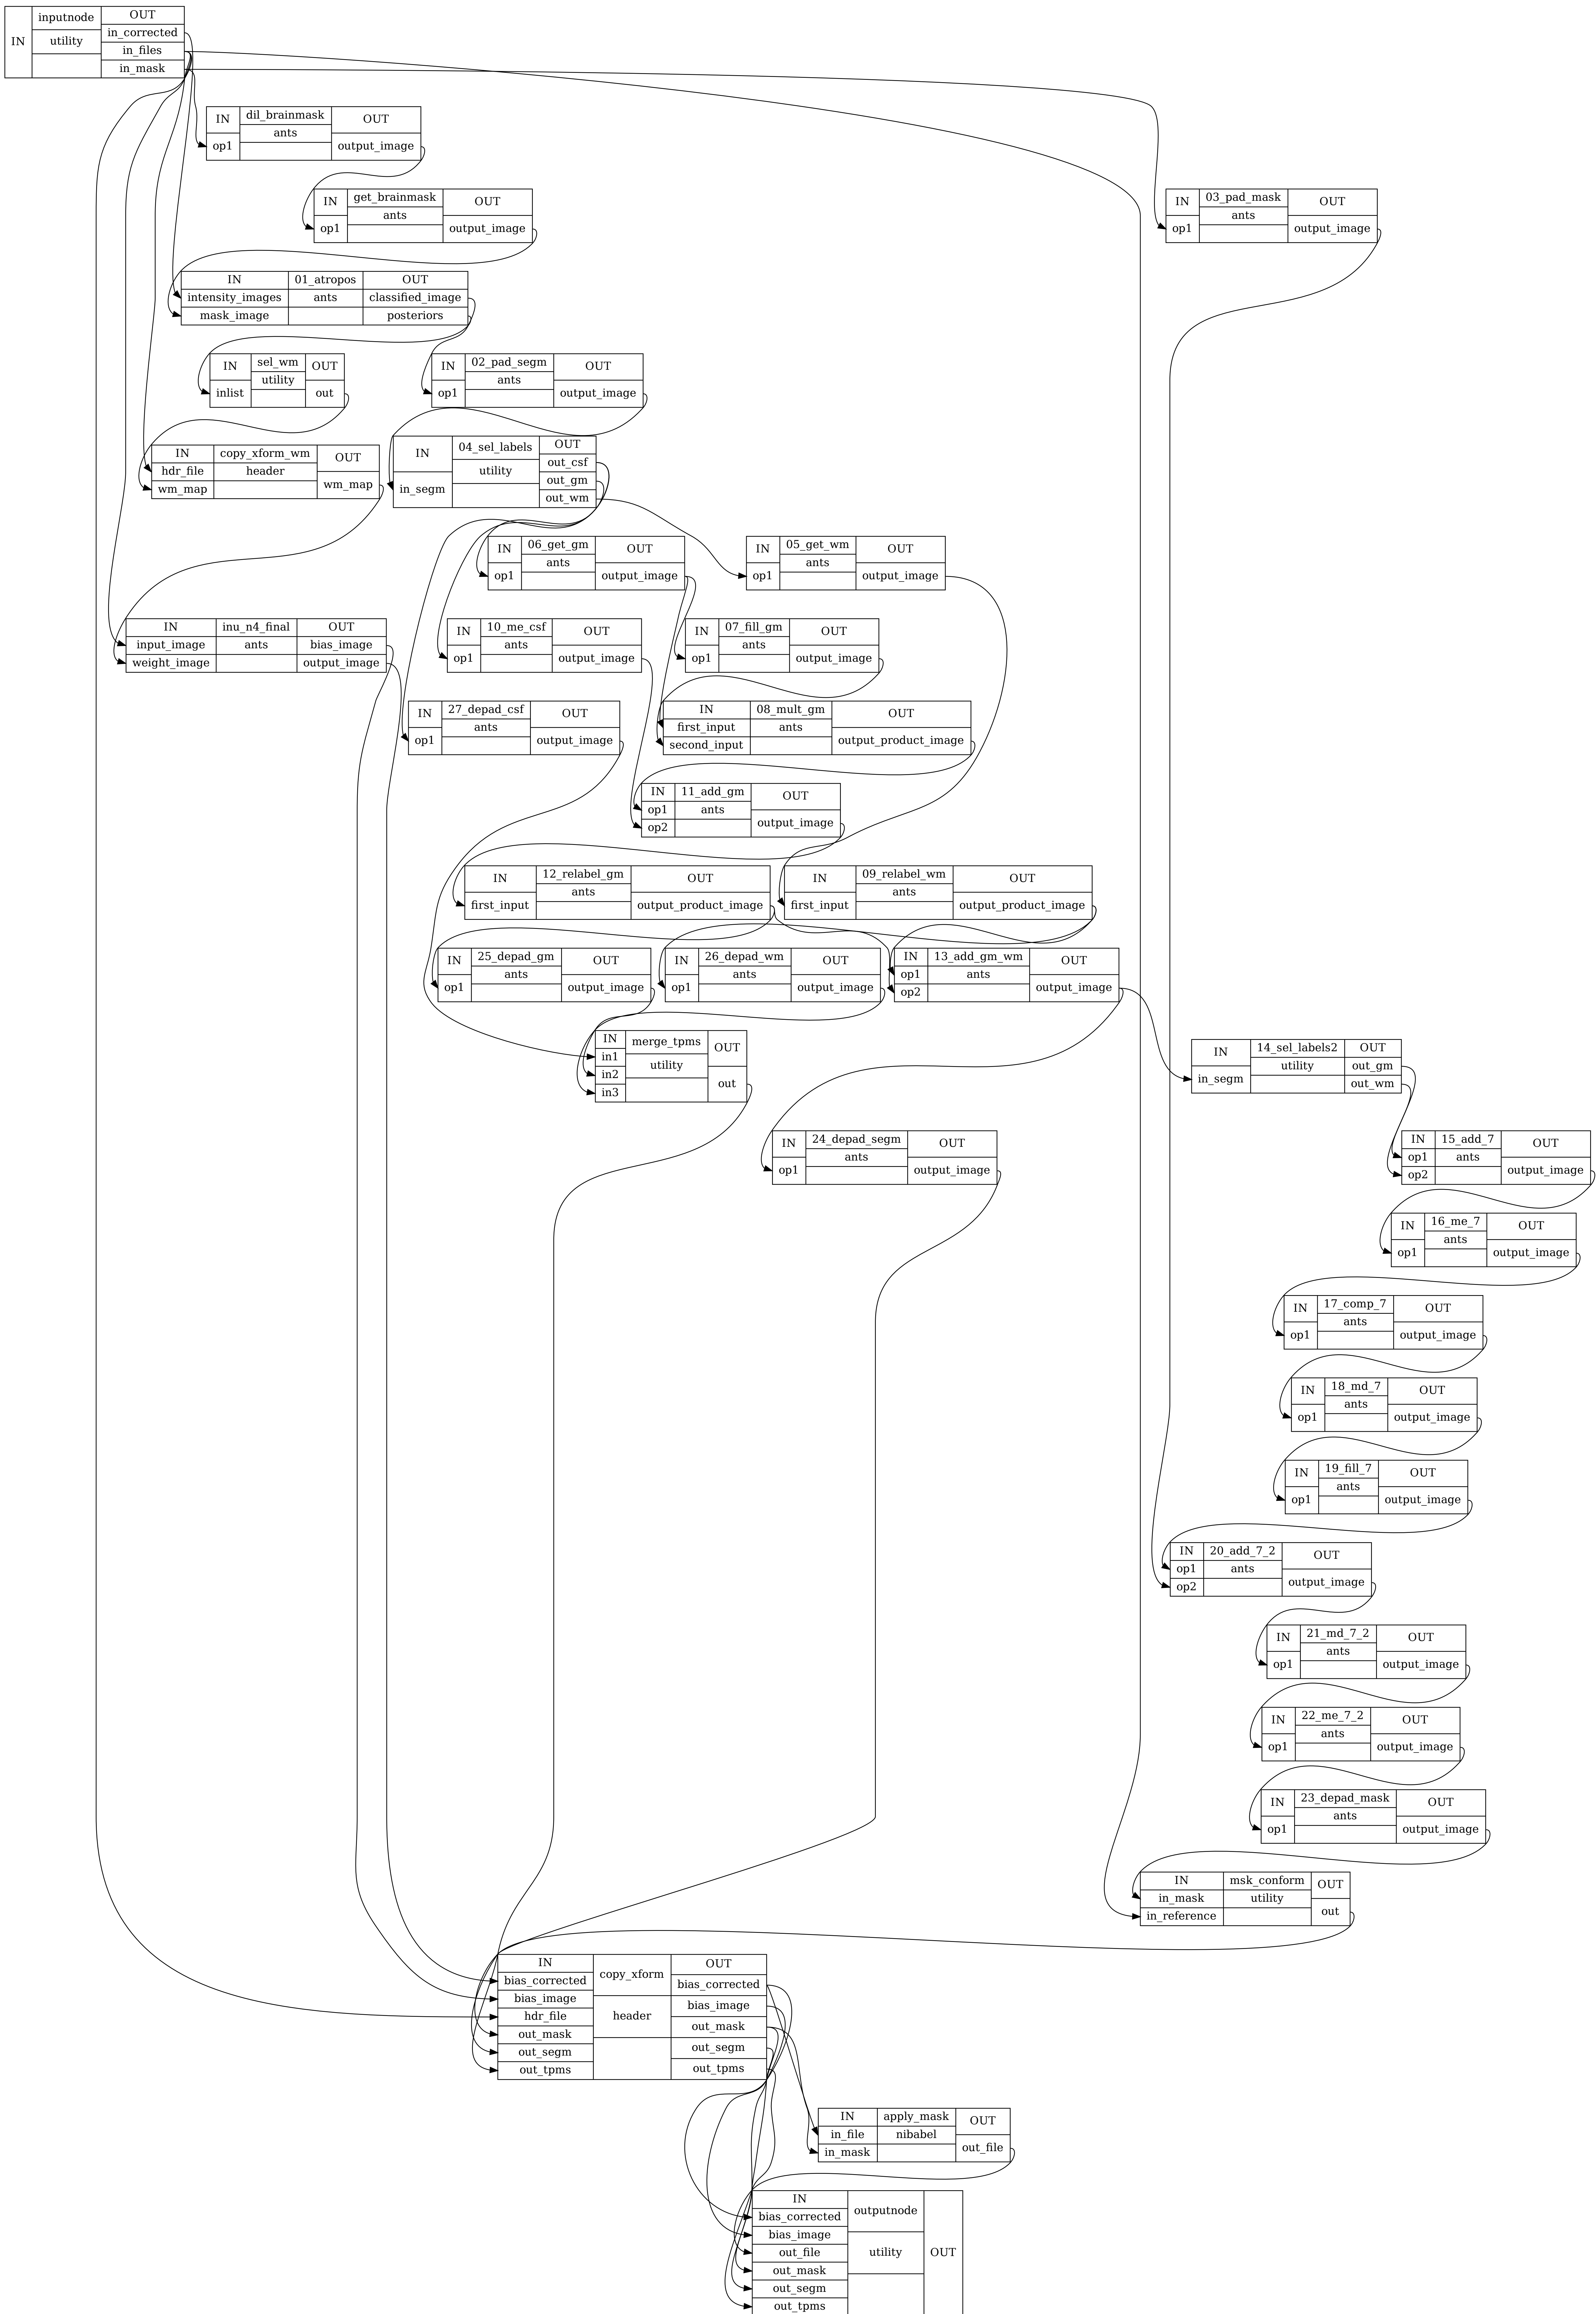 inputnode
OUT
in_corrected
IN
utility
in_files
in_mask
IN
dil_brainmask
OUT
ants
op1
output_image
IN
get_brainmask
OUT
ants
op1
output_image
IN
03_pad_mask
OUT
ants
op1
output_image
IN
01_atropos
OUT
intensity_images
ants
classified_image
mask_image
posteriors
IN
sel_wm
OUT
utility
inlist
out
IN
02_pad_segm
OUT
ants
op1
output_image
IN
copy_xform_wm
OUT
hdr_file
header
wm_map
wm_map
IN
04_sel_labels
OUT
out_csf
utility
in_segm
out_gm
out_wm
IN
06_get_gm
OUT
ants
op1
output_image
IN
05_get_wm
OUT
ants
op1
output_image
IN
inu_n4_final
OUT
input_image
ants
bias_image
weight_image
output_image
IN
10_me_csf
OUT
ants
op1
output_image
IN
07_fill_gm
OUT
ants
op1
output_image
IN
27_depad_csf
OUT
ants
op1
output_image
IN
08_mult_gm
OUT
first_input
ants
second_input
output_product_image
IN
11_add_gm
OUT
op1
ants
op2
output_image
IN
12_relabel_gm
OUT
ants
first_input
output_product_image
IN
09_relabel_wm
OUT
ants
first_input
output_product_image
IN
25_depad_gm
OUT
ants
op1
output_image
IN
26_depad_wm
OUT
ants
op1
output_image
IN
13_add_gm_wm
OUT
op1
ants
op2
output_image
IN
merge_tpms
OUT
in1
utility
in2
out
in3
IN
14_sel_labels2
OUT
utility
out_gm
in_segm
out_wm
IN
24_depad_segm
OUT
ants
op1
output_image
IN
15_add_7
OUT
op1
ants
op2
output_image
IN
16_me_7
OUT
ants
op1
output_image
IN
17_comp_7
OUT
ants
op1
output_image
IN
18_md_7
OUT
ants
op1
output_image
IN
19_fill_7
OUT
ants
op1
output_image
IN
20_add_7_2
OUT
op1
ants
op2
output_image
IN
21_md_7_2
OUT
ants
op1
output_image
IN
22_me_7_2
OUT
ants
op1
output_image
IN
23_depad_mask
OUT
ants
op1
output_image
IN
msk_conform
OUT
in_mask
utility
in_reference
out
IN
copy_xform
OUT
bias_corrected
bias_corrected
bias_image
bias_image
hdr_file
header
out_mask
out_mask
out_segm
out_segm
out_tpms
out_tpms
IN
apply_mask
OUT
in_file
nibabel
in_mask
out_file
IN
outputnode
bias_corrected
bias_image
out_file
utility
OUT
out_mask
out_segm
out_tpms